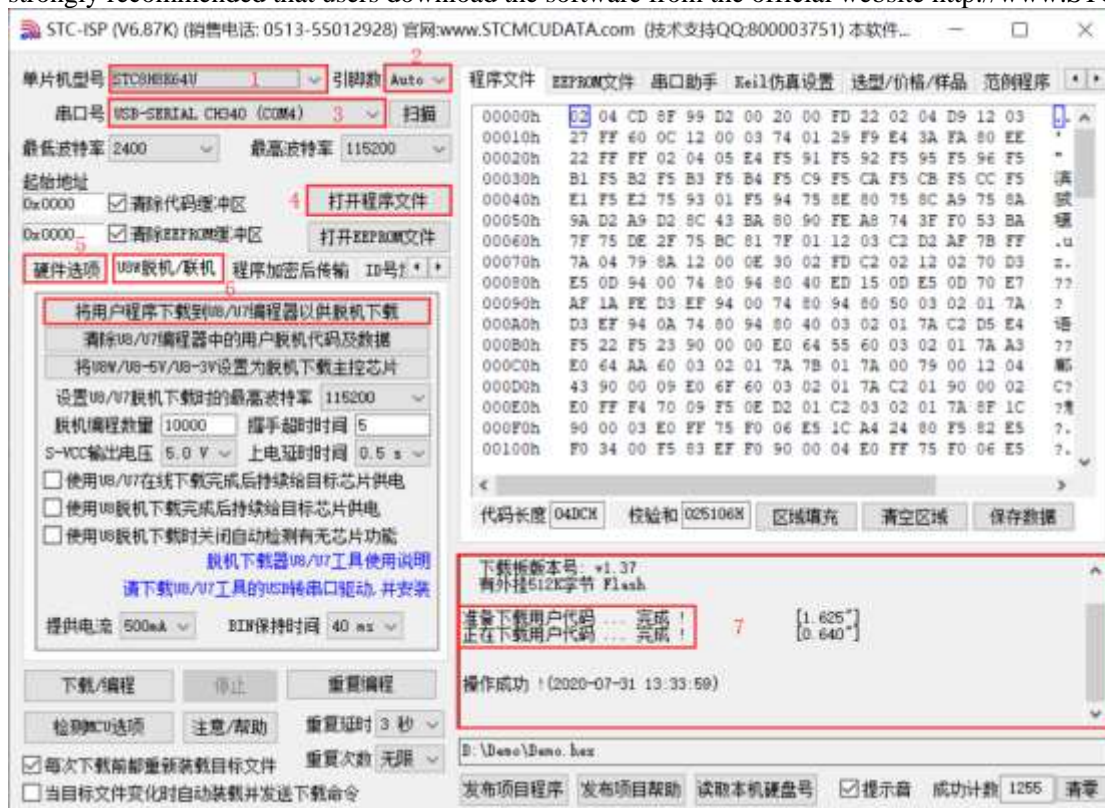 strongly recommended that users download the software from the official website http://www.STC
STC-ISP (V6.87K) (销售电话: 0513-55012928) 官网:www.STCMCUDATA.com (技术支持QQ:800003751) 本软件...
2
单片机型号 STC8H8K64U 1 引脚数 Auto
串口号 USB-SERIAL CH340 (COM4) 3 扫描
最低波特率 2400 最高波特率 115200
起始地址
0x0000 清除代码缓冲区 4 打开程序文件
0x0000 清除EEPROM缓冲区 打开EEPROM文件
5
硬件选项 U8W脱机/联机 程序加密后传输 ID号
6
将用户程序下载到U8/U7编程器以供脱机下载
清除U8/U7编程器中的用户脱机代码及数据
将U8W/U8-5V/U8-3V设置为脱机下载主控芯片
设置U8/U7脱机下载时的最高波特率 115200
脱机编程数量 10000 握手超时时间 5
S-VCC输出电压 5.0 V 上电延时时间 0.5 s
使用U8/U7在线下载完成后持续给目标芯片供电
使用U8脱机下载完成后持续给目标芯片供电
使用U8脱机下载时关闭自动检测有无芯片功能
脱机下载器U8/U7工具使用说明
请下载U8/U7工具的USB转串口驱动,并安装
提供电流 500mA BIN保持时间 40 ms
下载/编程 停止 重复编程
检测MCU选项 注意/帮助 重复延时 3 秒
每次下载前都重新装载目标文件 重复次数 无限
当目标文件变化时自动装载并发送下载命令
程序文件 EEPROM文件 串口助手 Keil仿真设置 选型/价格/样品 范例程序
00000h 02 04 CD 8F 99 D2 00 20 00 FD 22 02 04 D9 12 03
00010h 27 FF 60 0C 12 00 03 74 01 29 F9 E4 3A FA 80 EE
00020h 22 FF FF 02 04 05 E4 F5 91 F5 92 F5 95 F5 96 F5
00030h B1 F5 B2 F5 B3 F5 B4 F5 C9 F5 CA F5 CB F5 CC F5
00040h E1 F5 E2 75 93 01 F5 94 75 8E 80 75 8C A9 75 8A
00050h 9A D2 A9 D2 8C 43 BA 80 90 FE A8 74 3F F0 53 BA
00060h 7F 75 DE 2F 75 BC 81 7F 01 12 03 C2 D2 AF 7B FF
00070h 7A 04 79 8A 12 00 0E 30 02 FD C2 02 12 02 70 D3
00080h E5 0D 94 00 74 80 94 80 40 ED 15 0D E5 0D 70 E7
00090h AF 1A FE D3 EF 94 00 74 80 94 80 50 03 02 01 7A
000A0h D3 EF 94 0A 74 80 94 80 40 03 02 01 7A C2 D5 E4
000B0h F5 22 F5 23 90 00 00 E0 64 55 60 03 02 01 7A A3
000C0h E0 64 AA 60 03 02 01 7A 7B 01 7A 00 79 00 12 04
000D0h 43 90 00 09 E0 6F 60 03 02 01 7A C2 01 90 00 02
000E0h E0 FF F4 70 09 F5 0E D2 01 C2 03 02 01 7A 8F 1C
000F0h 90 00 03 E0 FF 75 F0 06 E5 1C A4 24 80 F5 82 E5
00100h F0 34 00 F5 83 EF F0 90 00 04 E0 FF 75 F0 06 E5
代码长度 04DCH 校验和 025106H 区域填充 清空区域 保存数据
下载板版本号: v1.37
有外挂512K字节 Flash
准备下载用户代码 ... 完成 ! 7 [1.625"]
正在下载用户代码 ... 完成 ! [0.640"]
操作成功 !(2020-07-31 13:33:59)
D:\Demo\Demo.hex
发布项目程序 发布项目帮助 读取本机硬盘号 提示音 成功计数 1255 清零